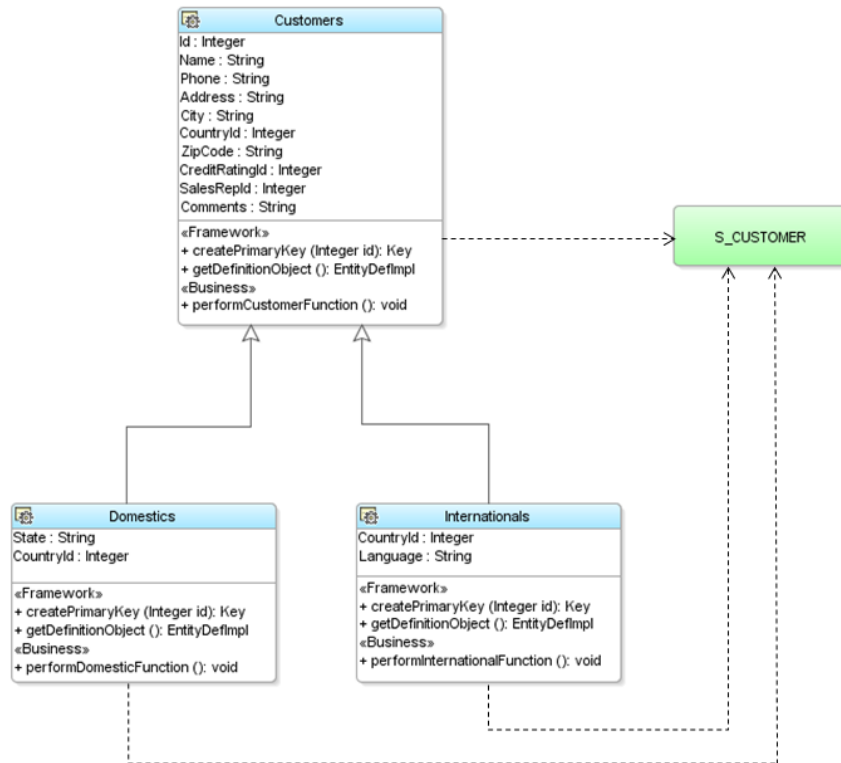 Customers
Id : Integer
Name : String
Phone : String
Address : String
City : String
CountryId : Integer
ZipCode : String
CreditRatingId : Integer
SalesRepId : Integer
Comments : String
«Framework»
+ createPrimaryKey (Integer id): Key
+ getDefinitionObject (): EntityDefImpl
«Business»
+ performCustomerFunction (): void
S_CUSTOMER
Domestics
State : String
CountryId : Integer
«Framework»
+ createPrimaryKey (Integer id): Key
+ getDefinitionObject (): EntityDefImpl
«Business»
+ performDomesticFunction (): void
Internationals
CountryId : Integer
Language : String
«Framework»
+ createPrimaryKey (Integer id): Key
+ getDefinitionObject (): EntityDefImpl
«Business»
+ performInternationalFunction (): void